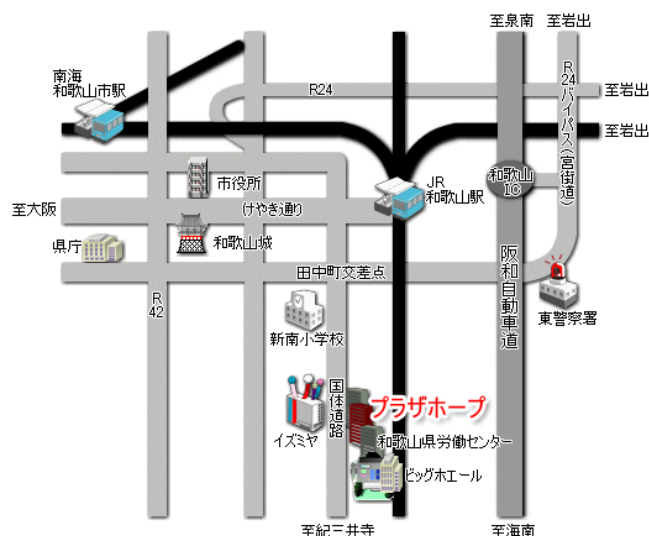 至泉南
至岩出
南海
和歌山市駅
R24
至岩出
R24バイパス(宮街道)
至岩出
市役所
和歌山
IC
JR
和歌山駅
至大阪
けやき通り
県庁
和歌山城
田中町交差点
阪和自動車道
R
42
東警察署
新南小学校
国体道路
プラザホープ
イズミヤ
和歌山県労働センター
ビッグホエール
至紀三井寺
至海南